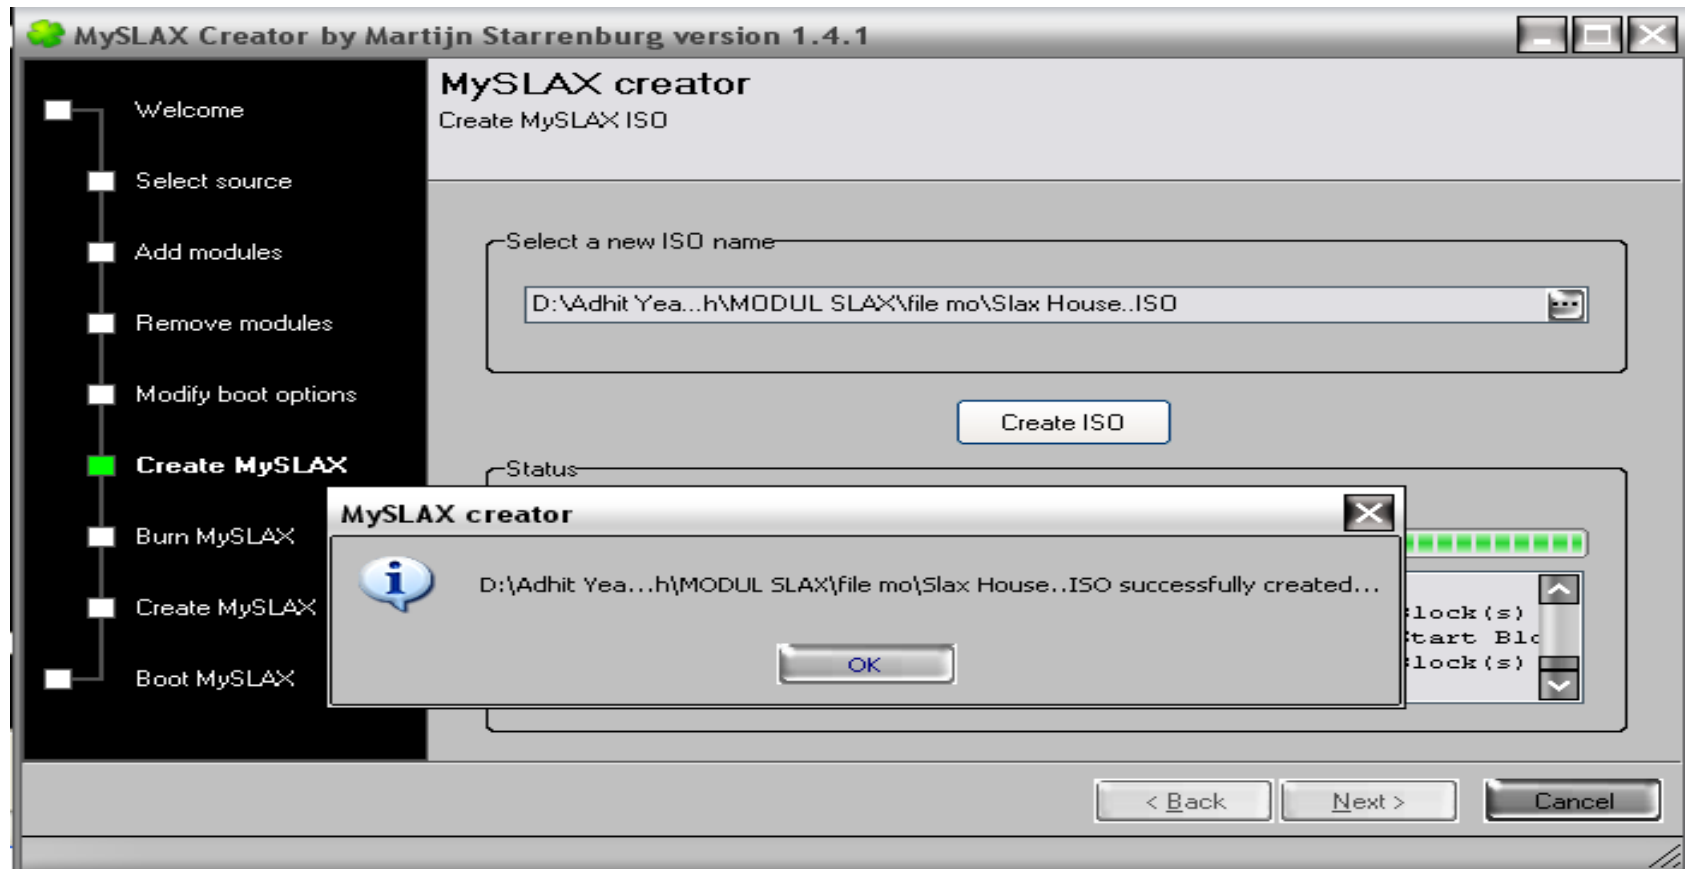 MySLAX Creator by Martijn Starrenburg version 1.4.1
Welcome
Select source
Add modules
Remove modules
Modify boot options
Create MySLAX
Burn MySLAX
Create MySLAX
Boot MySLAX
MySLAX creator
Create MySLAX ISO
Select a new ISO name
D:\Adhit Yea...h\MODUL SLAX\file mo\Slax House..ISO
...
Create ISO
Status
MySLAX creator
D:\Adhit Yea...h\MODUL SLAX\file mo\Slax House..ISO successfully created...
OK
lock(s)
tart Blo
lock(s)
< Back
Next >
Cancel